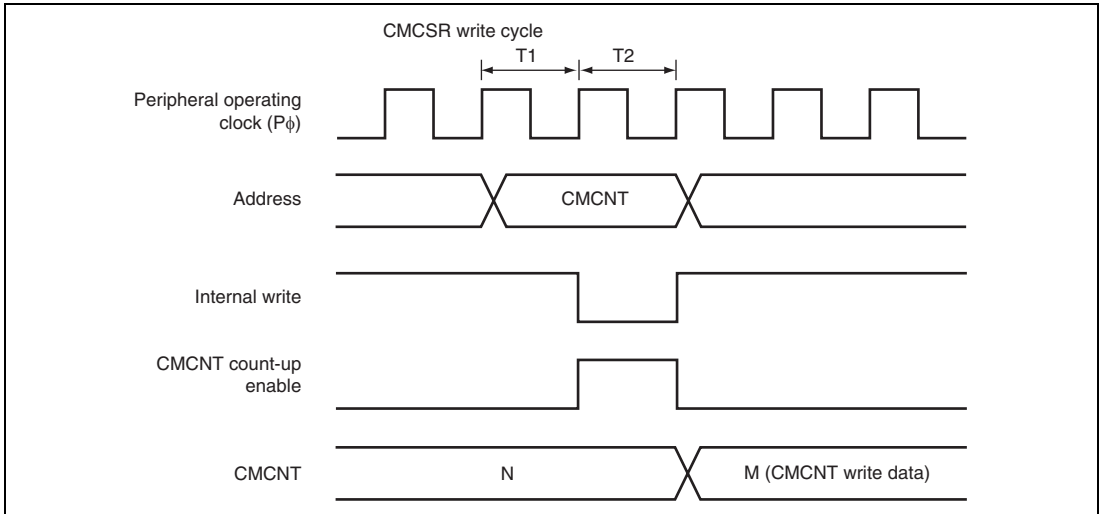 CMCSR write cycle
T1
T2
Peripheral operating
clock (Pϕ)
Address
CMCNT
Internal write
CMCNT count-up
enable
CMCNT
N
M (CMCNT write data)